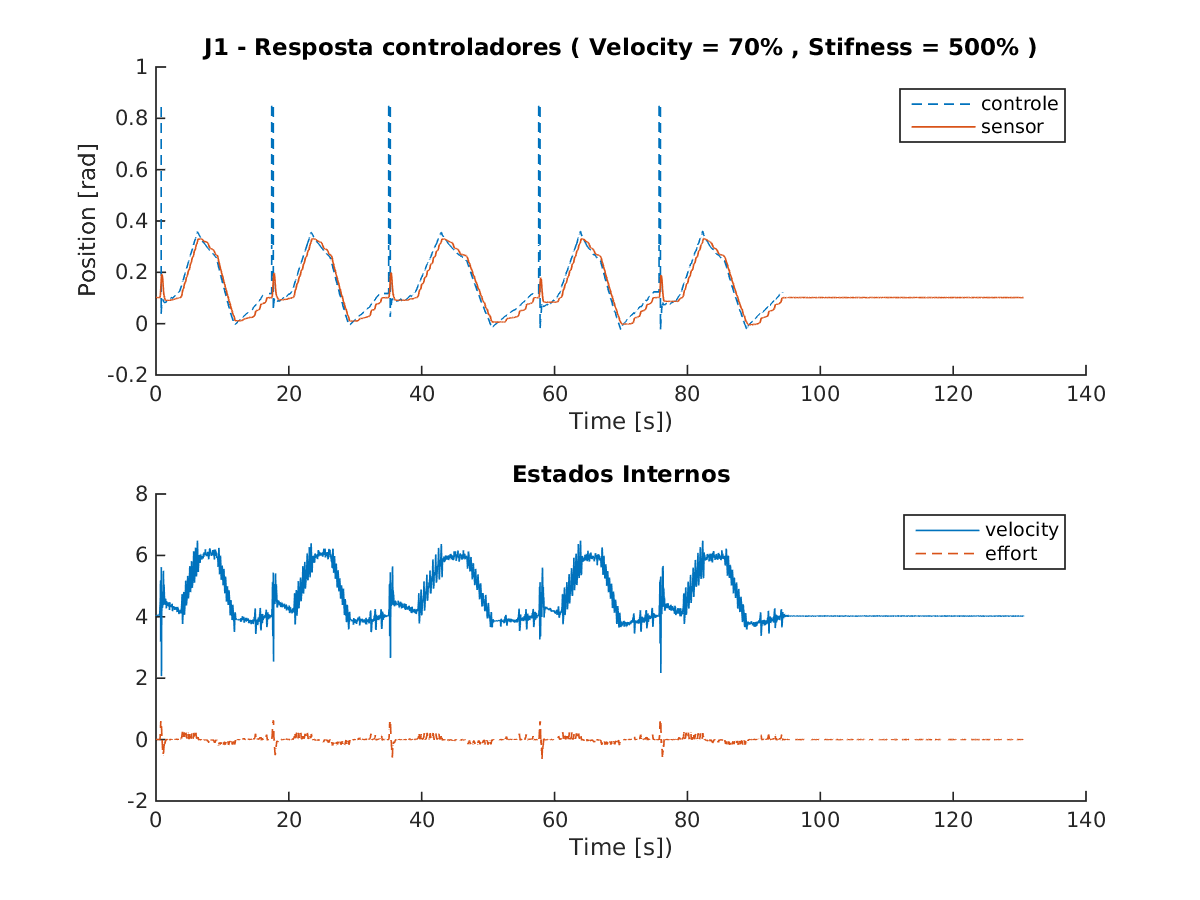 J1 - Resposta controladores ( Velocity = 70% , Stifness = 500% )
1
0.8
0.6
0.4
0.2
0
-0.2
Position [rad]
controle
sensor
0 20 40 60 80 100 120 140
Time [s])
Estados Internos
8
6
4
2
0
-2
velocity
effort
0 20 40 60 80 100 120 140
Time [s])